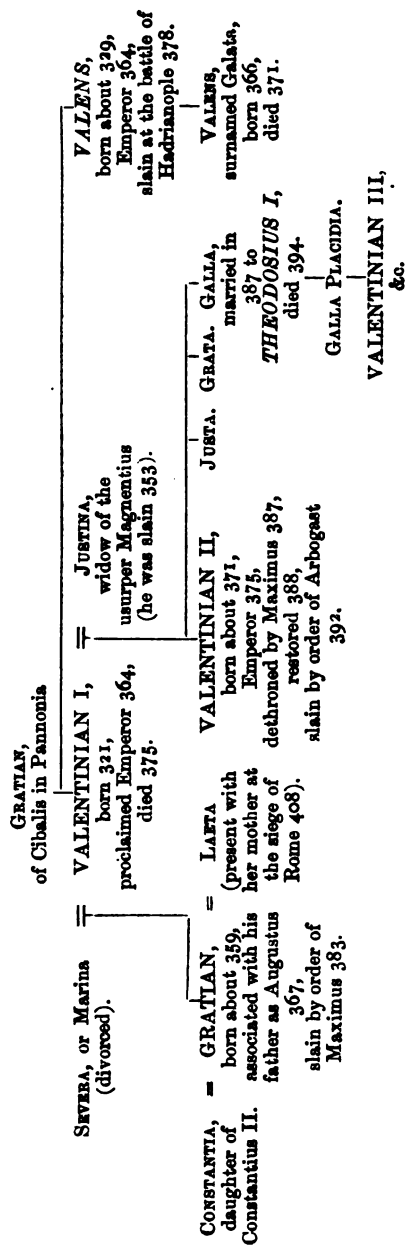 GRATIAN,
of Cibalis in Pannonia
SEVERA, or Marina
(divorced).
=
VALENTINIAN I,
born 321,
proclaimed Emperor 364,
died 375.
=
JUSTINA,
widow of the
usurper Magnentius
(he was slain 353).
VALENS,
born about 329,
Emperor 364,
slain at the battle of
Hadrianople 378.
CONSTANTIA,
daughter of
Constantius II.
=
GRATIAN,
born about 359,
associated with his
father as Augustus
367,
slain by order of
Maximus 383.
=
LAETA
(present with
her mother at
the siege of
Rome 408).
VALENTINIAN II,
born about 371,
Emperor 375,
dethroned by Maximus 387,
restored 388,
slain by order of Arbogast
392.
JUSTA.
GRATA.
GALLA,
married in
387 to
THEODOSIUS I,
died 394.
GALLA PLACIDIA.
VALENTINIAN III,
&c.
VALENS,
surnamed Galata,
born 366,
died 371.